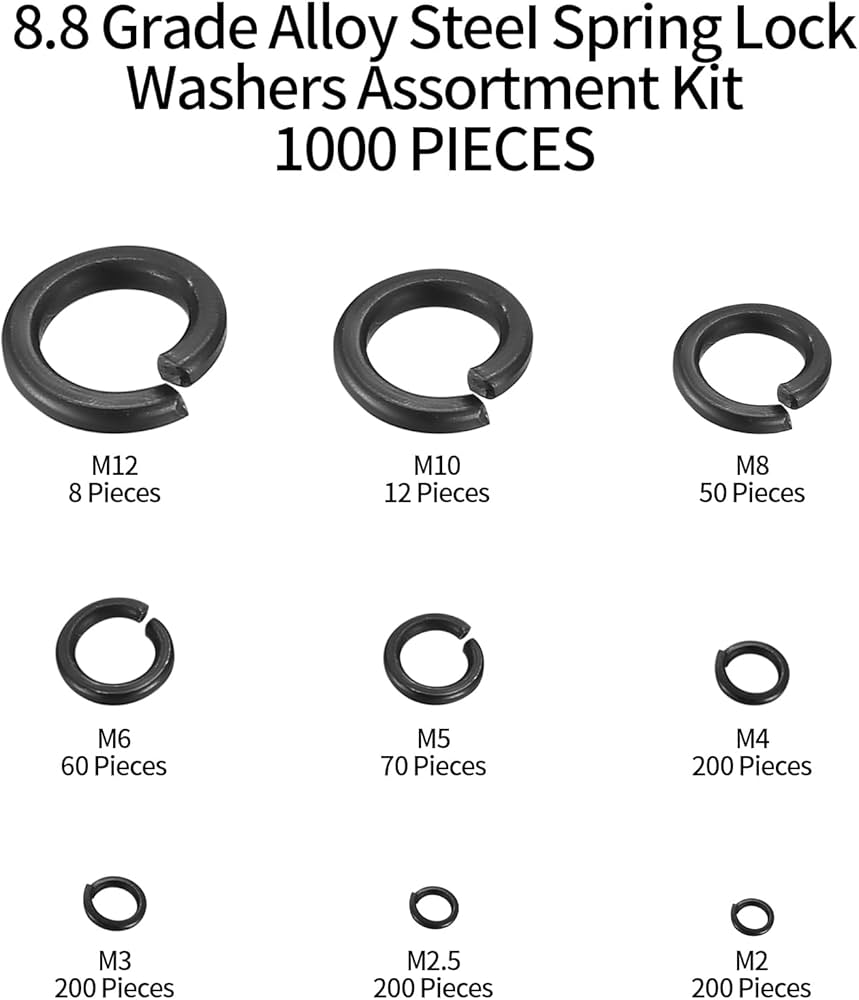 8.8 Grade Alloy Steel Spring Lock
Washers Assortment Kit
1000 PIECES
M12
8 Pieces
M10
12 Pieces
M8
50 Pieces
M6
60 Pieces
M5
70 Pieces
M4
200 Pieces
M3
200 Pieces
M2.5
200 Pieces
M2
200 Pieces